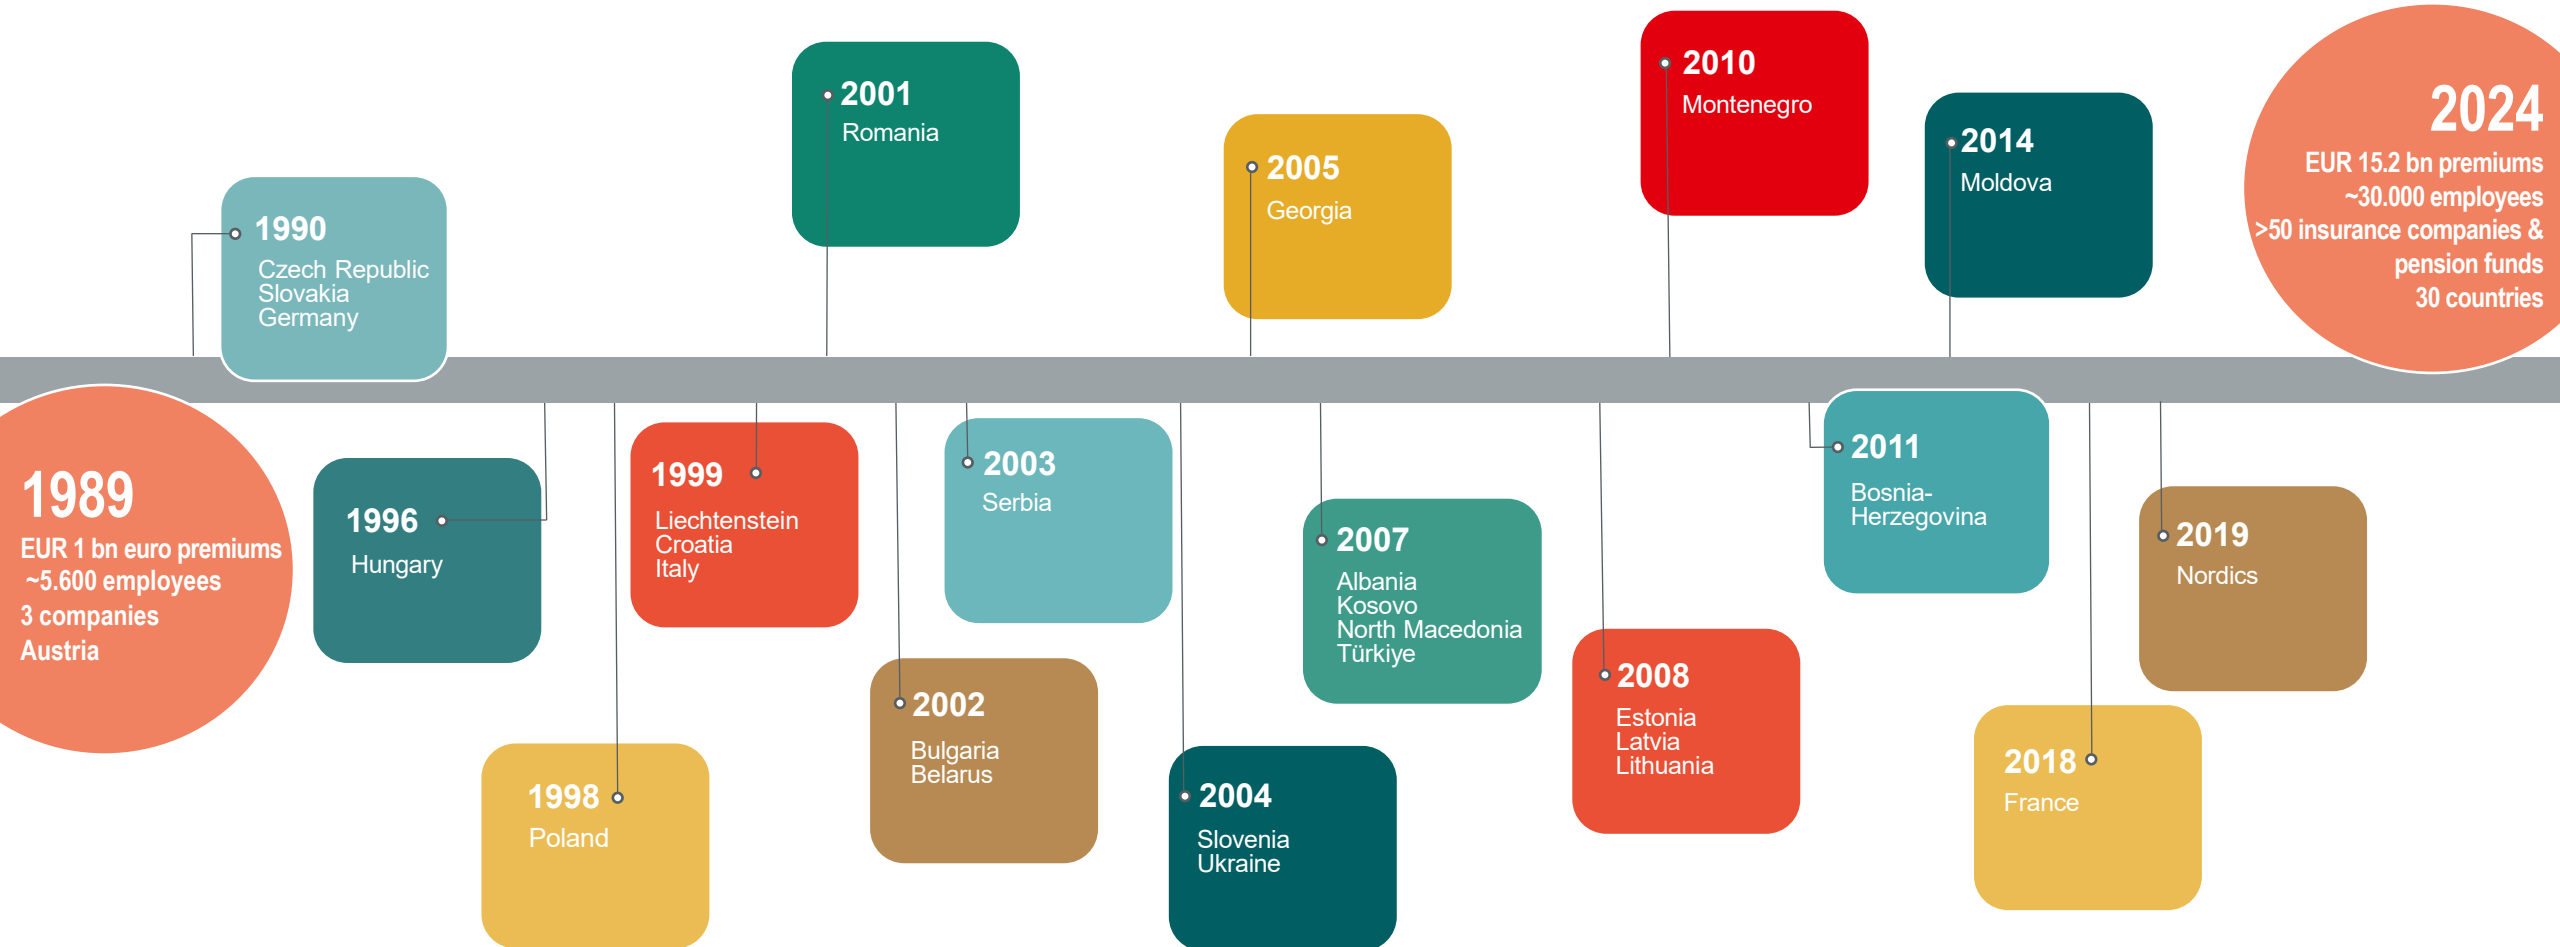 1989
EUR 1 bn euro premiums
~5.600 employees
3 companies
Austria
1990
Czech Republic
Slovakia
Germany
1996
Hungary
1998
Poland
1999
Liechtenstein
Croatia
Italy
2001
Romania
2002
Bulgaria
Belarus
2003
Serbia
2004
Slovenia
Ukraine
2005
Georgia
2007
Albania
Kosovo
North Macedonia
Türkiye
2008
Estonia
Latvia
Lithuania
2010
Montenegro
2011
Bosnia-
Herzegovina
2014
Moldova
2018
France
2019
Nordics
2024
EUR 15.2 bn premiums
~30.000 employees
>50 insurance companies &
pension funds
30 countries